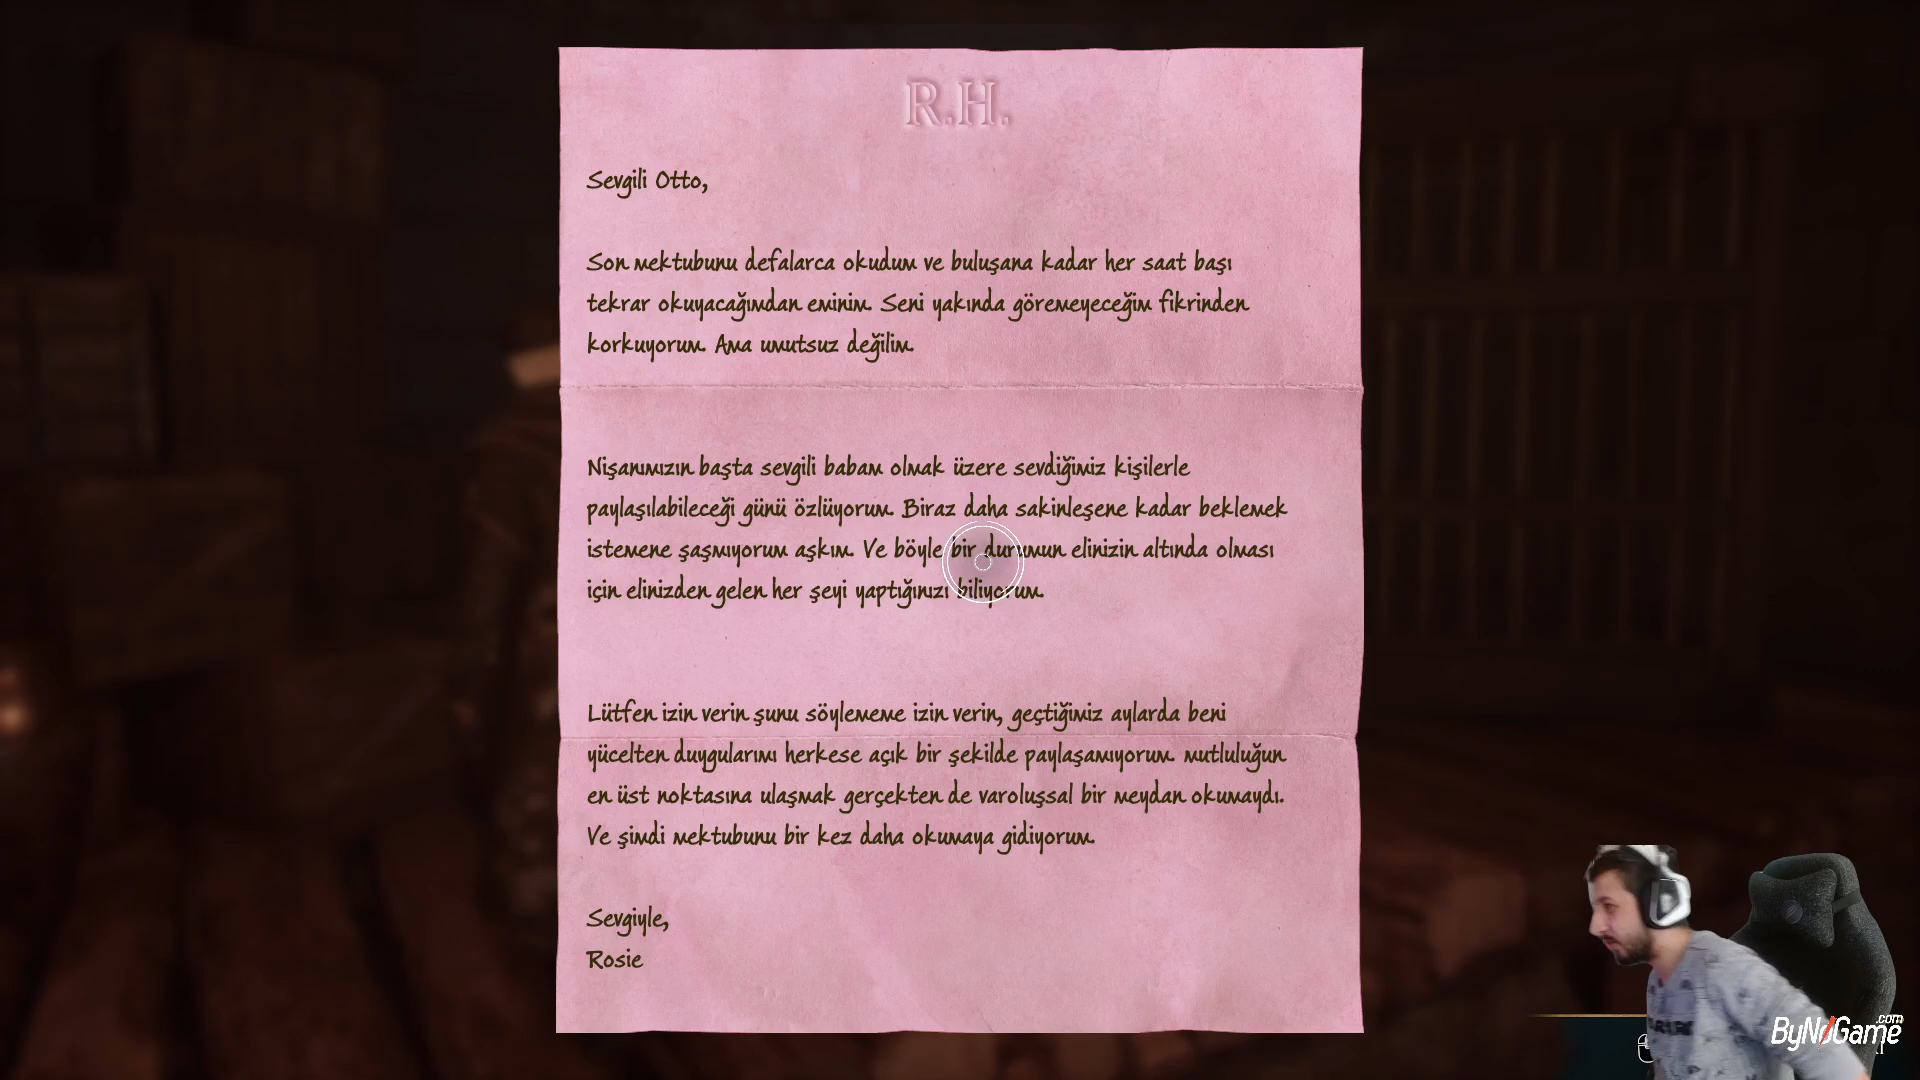 R.H.
Sevgili Otto,
Son mektubunu defalarca okudum ve buluşana kadar her saat başı
tekrar okuyacağımdan eminim. Seni yakında göremeyeceğim fikrinden
korkuyorum. Ama umutsuz değilim.
Nişanımızın başta sevgili babam olmak üzere sevdiğimiz kişilerle
paylaşılabileceği günü özlüyorum. Biraz daha sakinleşene kadar beklemek
istemene şaşmıyorum aşkım. Ve böyle bir durumun elinizin altında olması
için elinizden gelen her şeyi yaptığınızı biliyorum.
Lütfen izin verin şunu söylememe izin verin, geçtiğimiz aylarda beni
yücelten duygularımı herkese açık bir şekilde paylaşamıyorum. mutluluğun
en üst noktasına ulaşmak gerçekten de varoluşsal bir meydan okumaydı.
Ve şimdi mektubunu bir kez daha okumaya gidiyorum.
Sevgiyle,
Rosie
ByNoGame.com